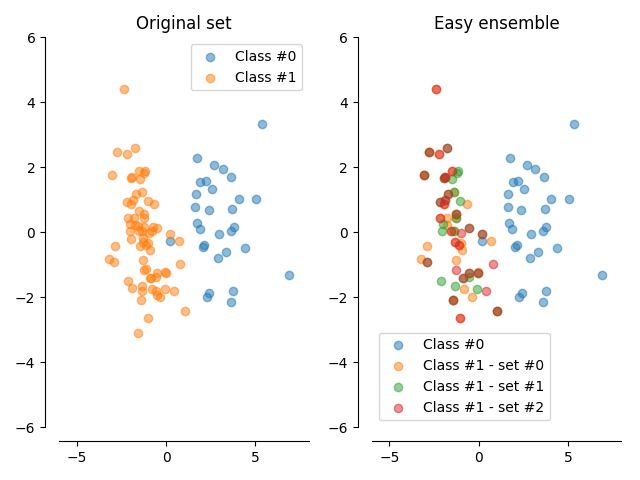 Original set
Easy ensemble
6
4
2
0
−2
−4
−6
−5
0
5
Class #0
Class #1
6
4
2
0
−2
−4
−6
−5
0
5
Class #0
Class #1 - set #0
Class #1 - set #1
Class #1 - set #2